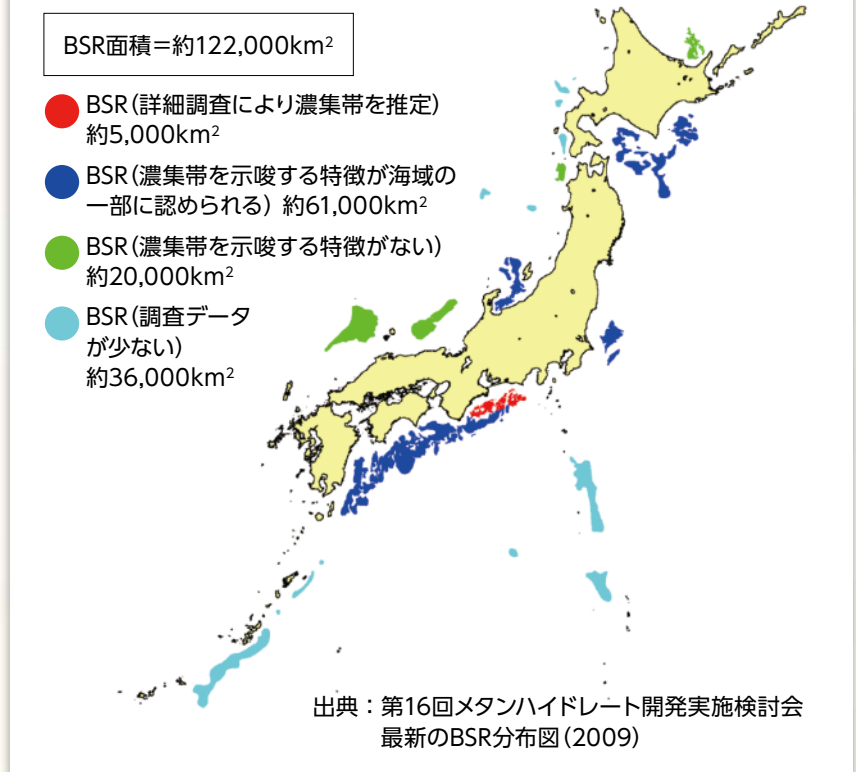 BSR面積＝約122,000km²
BSR（詳細調査により濃集帯を推定）
約5,000km²
BSR（濃集帯を示唆する特徴が海域の
一部に認められる） 約61,000km²
BSR（濃集帯を示唆する特徴がない）
約20,000km²
BSR（調査データ
が少ない）
約36,000km²
出典：第16回メタンハイドレート開発実施検討会
最新のBSR分布図（2009）